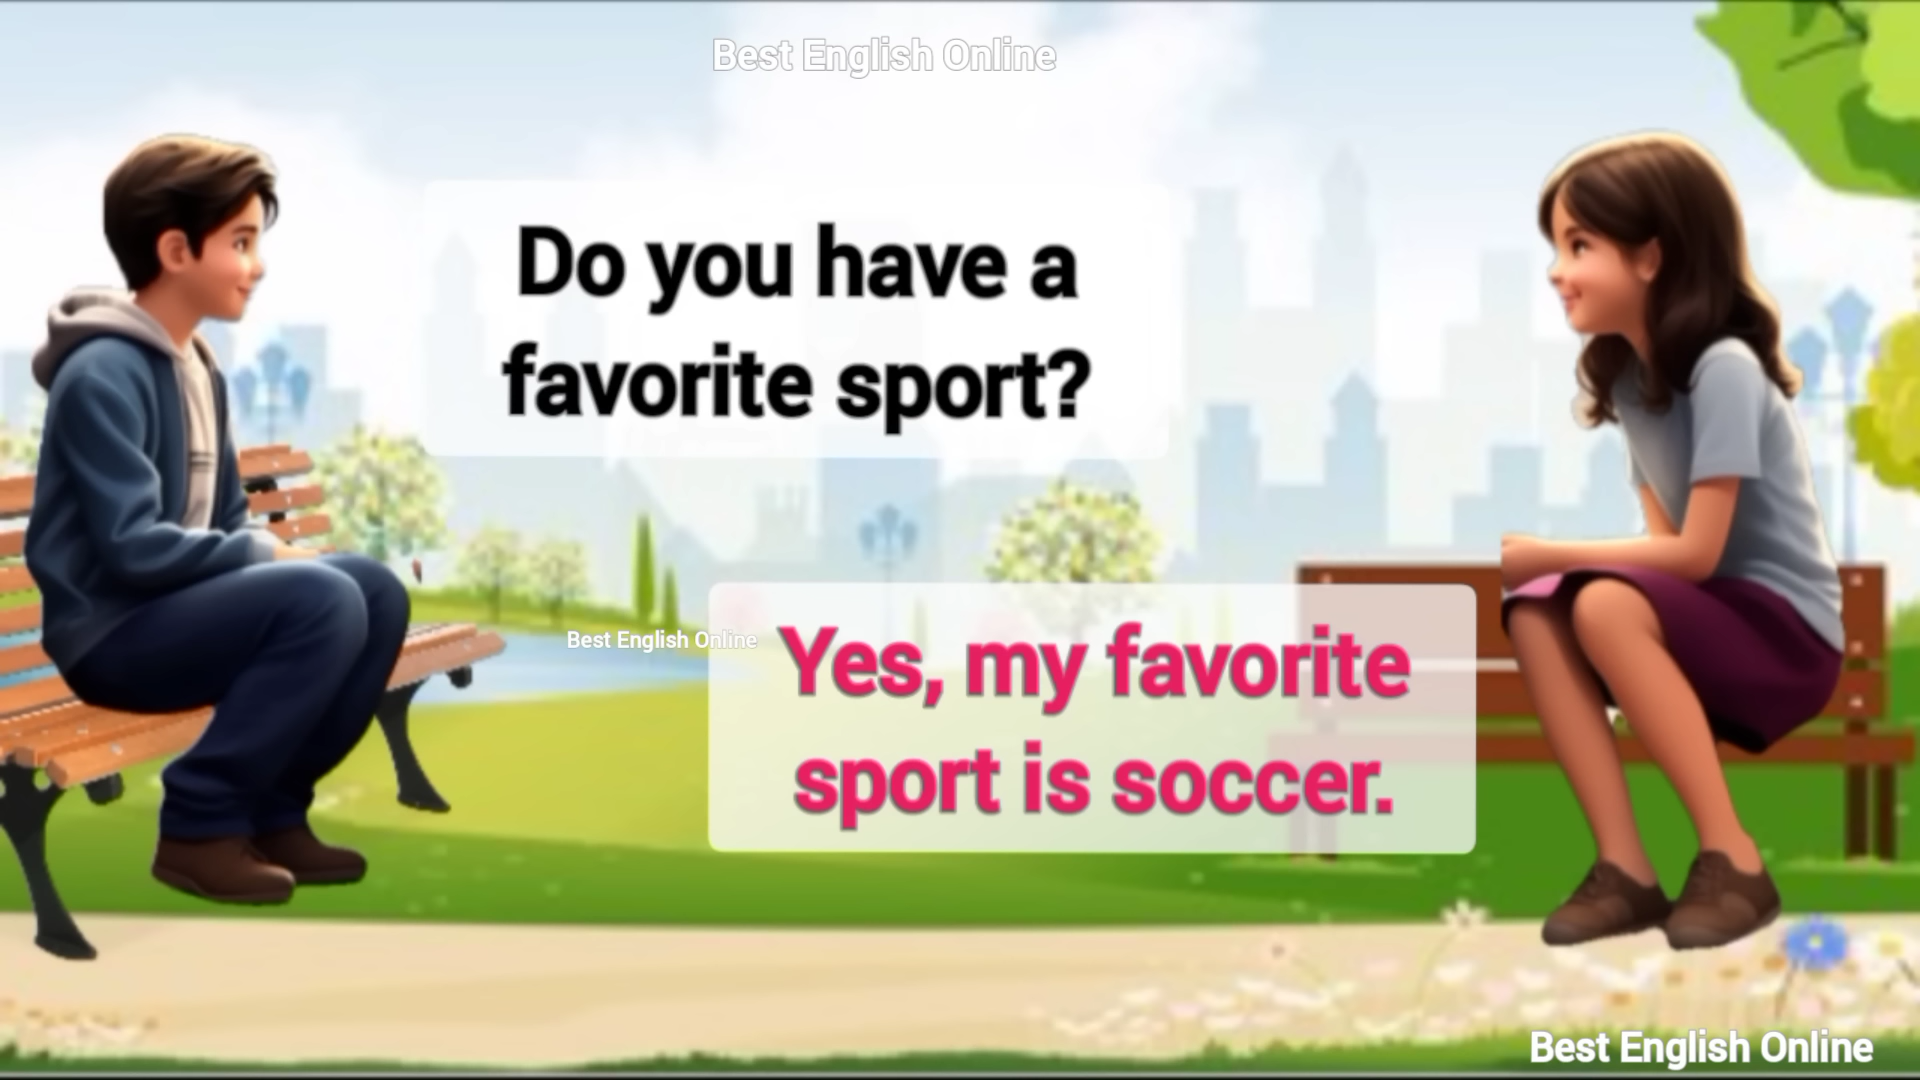 Best English Online
Do you have a
favorite sport?
Best English Online
Yes, my favorite
sport is soccer.
Best English Online